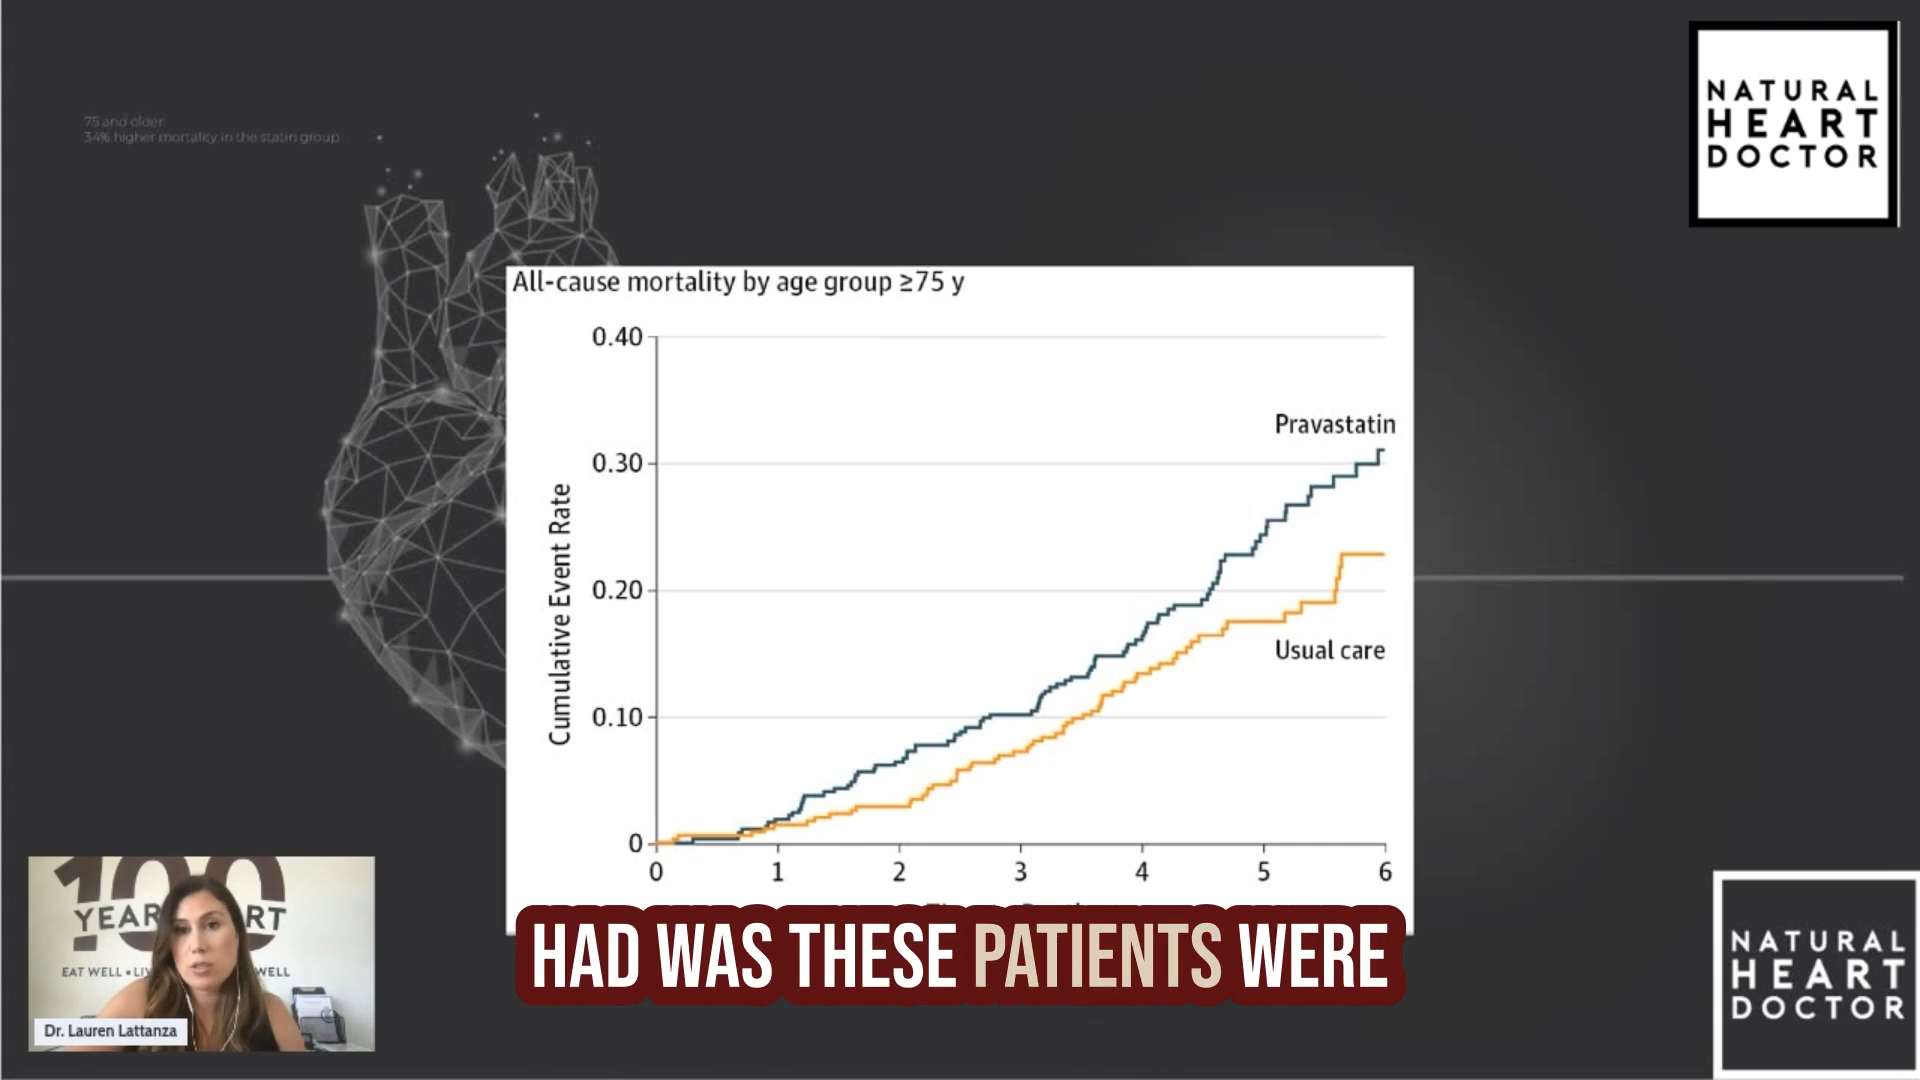 75 and older:
34% higher mortality in the statin group
NATURAL
HEART
DOCTOR
All-cause mortality by age group ≥75 y
0.40
0.30
0.20
0.10
0
Cumulative Event Rate
Pravastatin
Usual care
0 1 2 3 4 5 6
HAD WAS THESE PATIENTS WERE
100
YEAR
EAT WELL
WELL
Dr. Lauren Lattanza
NATURAL
HEART
DOCTOR